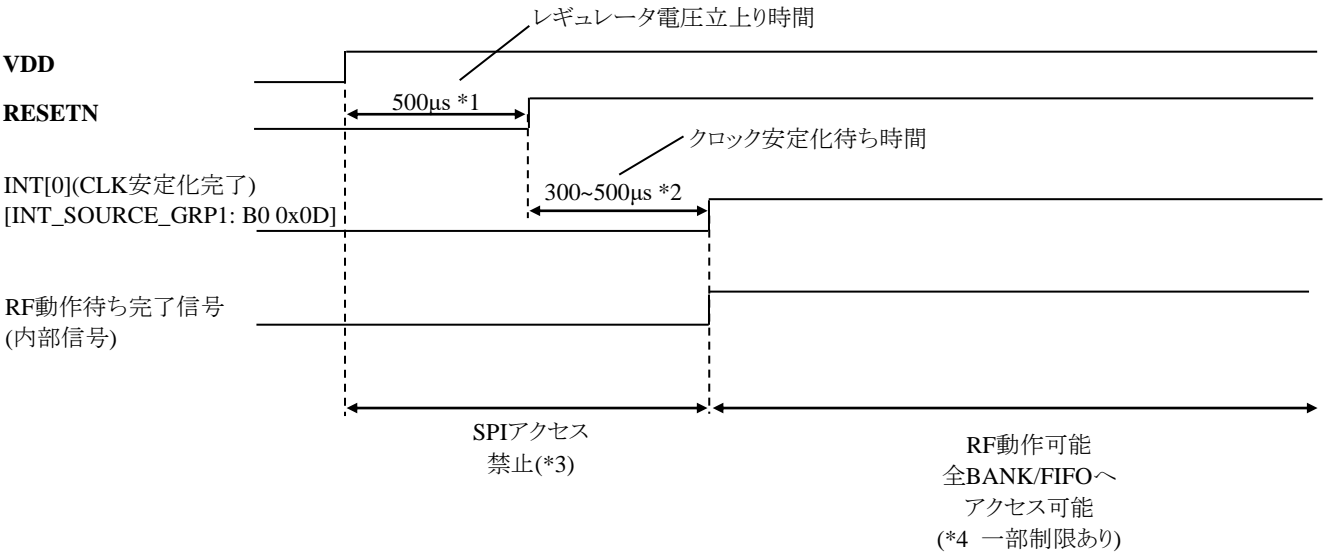 レギュレータ電圧立上り時間
VDD
500μs *1
RESETN
クロック安定化待ち時間
INT[0](CLK安定化完了)
300~500μs *2
[INT_SOURCE_GRP1: B0 0x0D]
RF動作待ち完了信号
(内部信号)
SPIアクセス
禁止(*3)
RF動作可能
全BANK/FIFOへ
アクセス可能
(*4 一部制限あり)